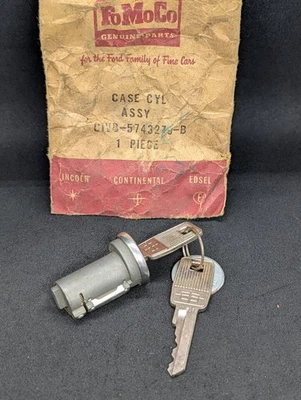 FoMoCo
GENUINE PARTS
for the Ford Family of Fine Cars
CASE CYL
ASSY
1 PIECE
LINCOLN CONTINENTAL EDSEL